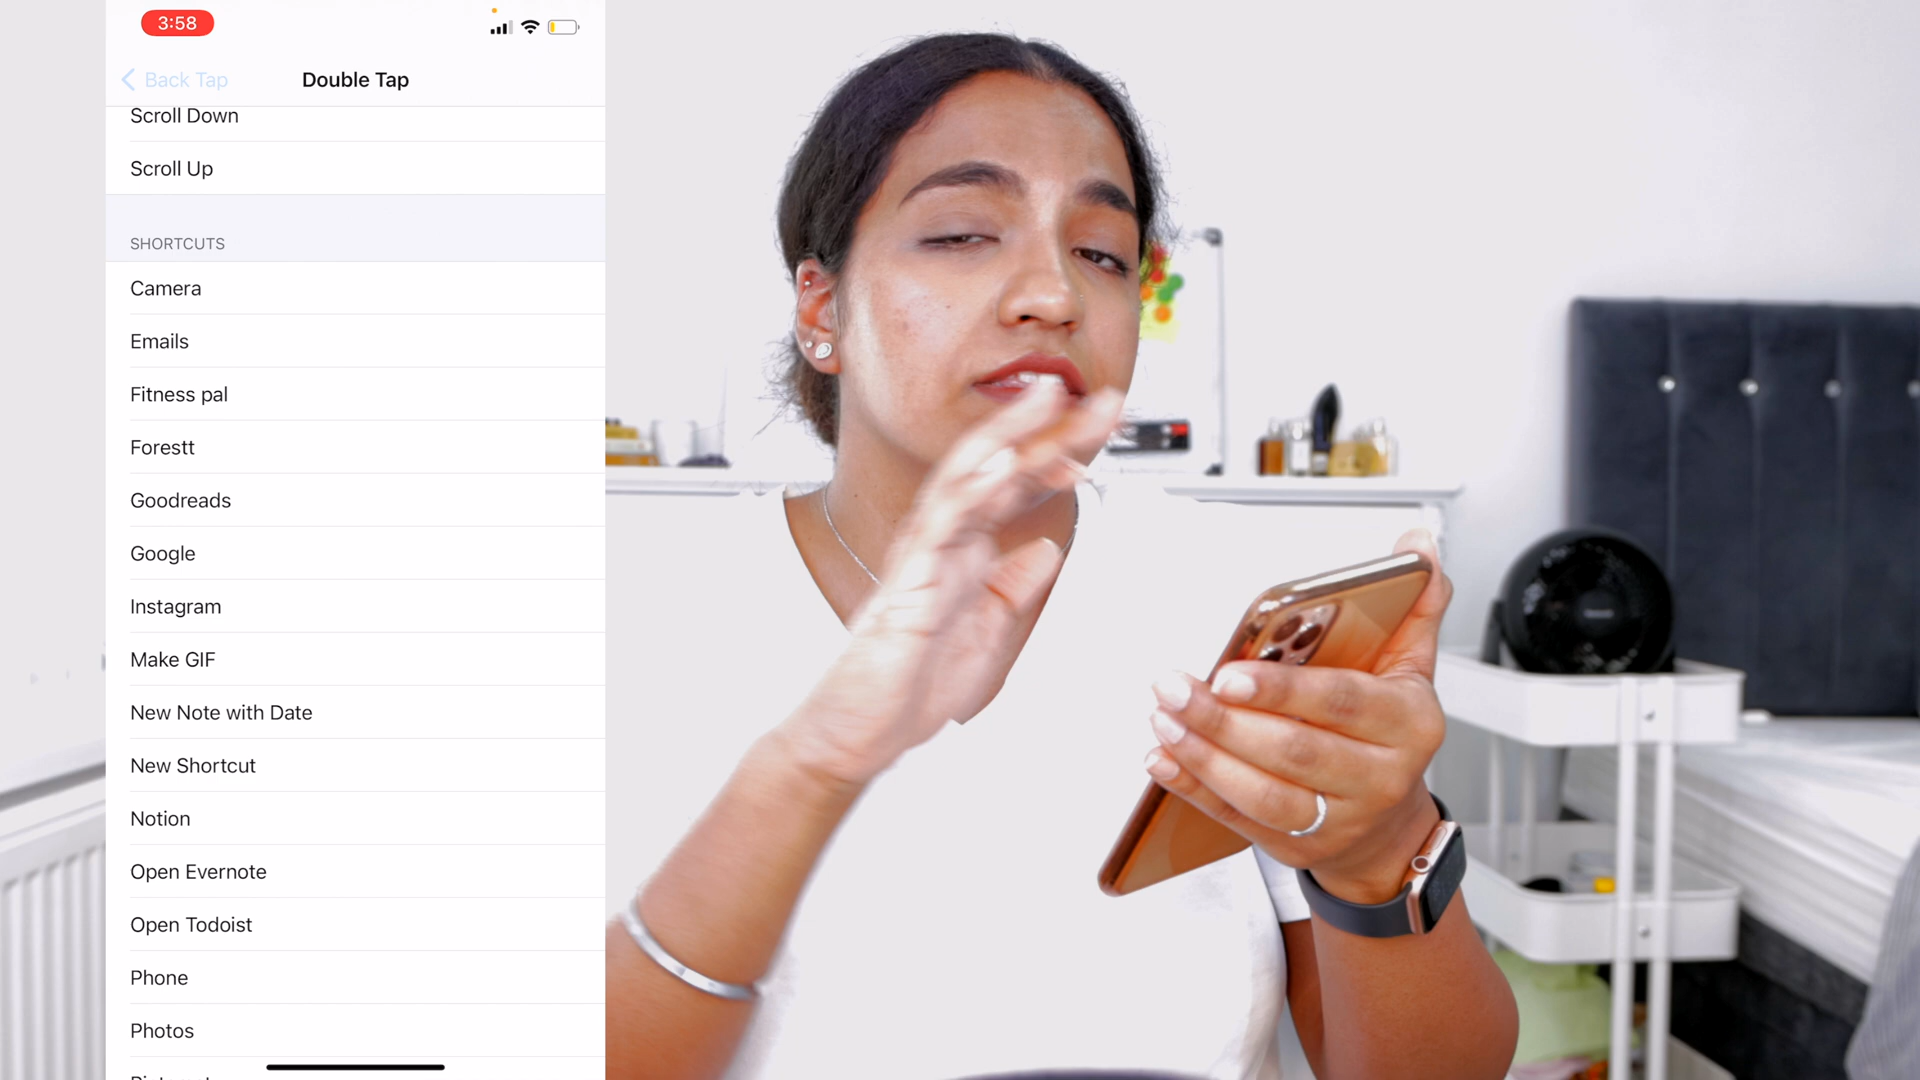 3:58
Back Tap
Double Tap
Scroll Down
Scroll Up
SHORTCUTS
Camera
Emails
Fitness pal
Forestt
Goodreads
Google
Instagram
Make GIF
New Note with Date
New Shortcut
Notion
Open Evernote
Open Todoist
Phone
Photos